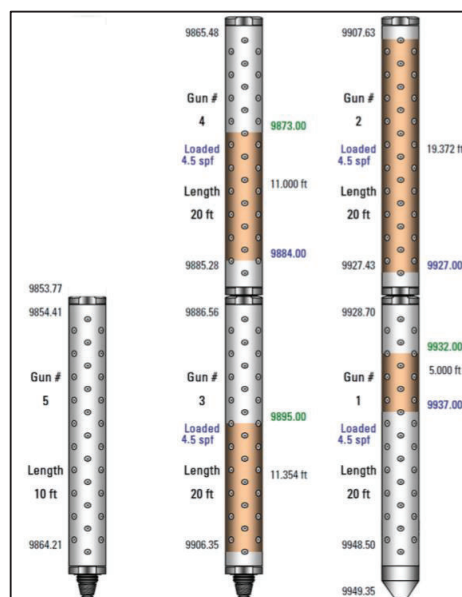 9853.77
9854.41
Gun #
5
Length
10 ft
9864.21
9865.48
Gun #
4
9873.00
Loaded
4.5 spf
11.000 ft
Length
20 ft
9884.00
9885.28
9886.56
Gun #
3
9895.00
Loaded
4.5 spf
11.354 ft
Length
20 ft
9906.35
9907.63
Gun #
2
Loaded
4.5 spf
19.372 ft
Length
20 ft
9927.43
9927.00
9928.70
9932.00
Gun #
1
5.000 ft
9937.00
Loaded
4.5 spf
Length
20 ft
9948.50
9949.35